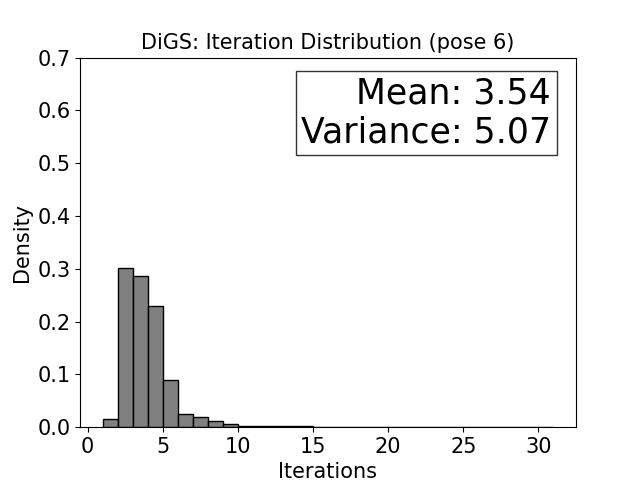 DiGS: Iteration Distribution (pose 6)
Mean: 3.54
Variance: 5.07
Density
0.7
0.6
0.5
0.4
0.3
0.2
0.1
0.0
0 5 10 15 20 25 30
Iterations